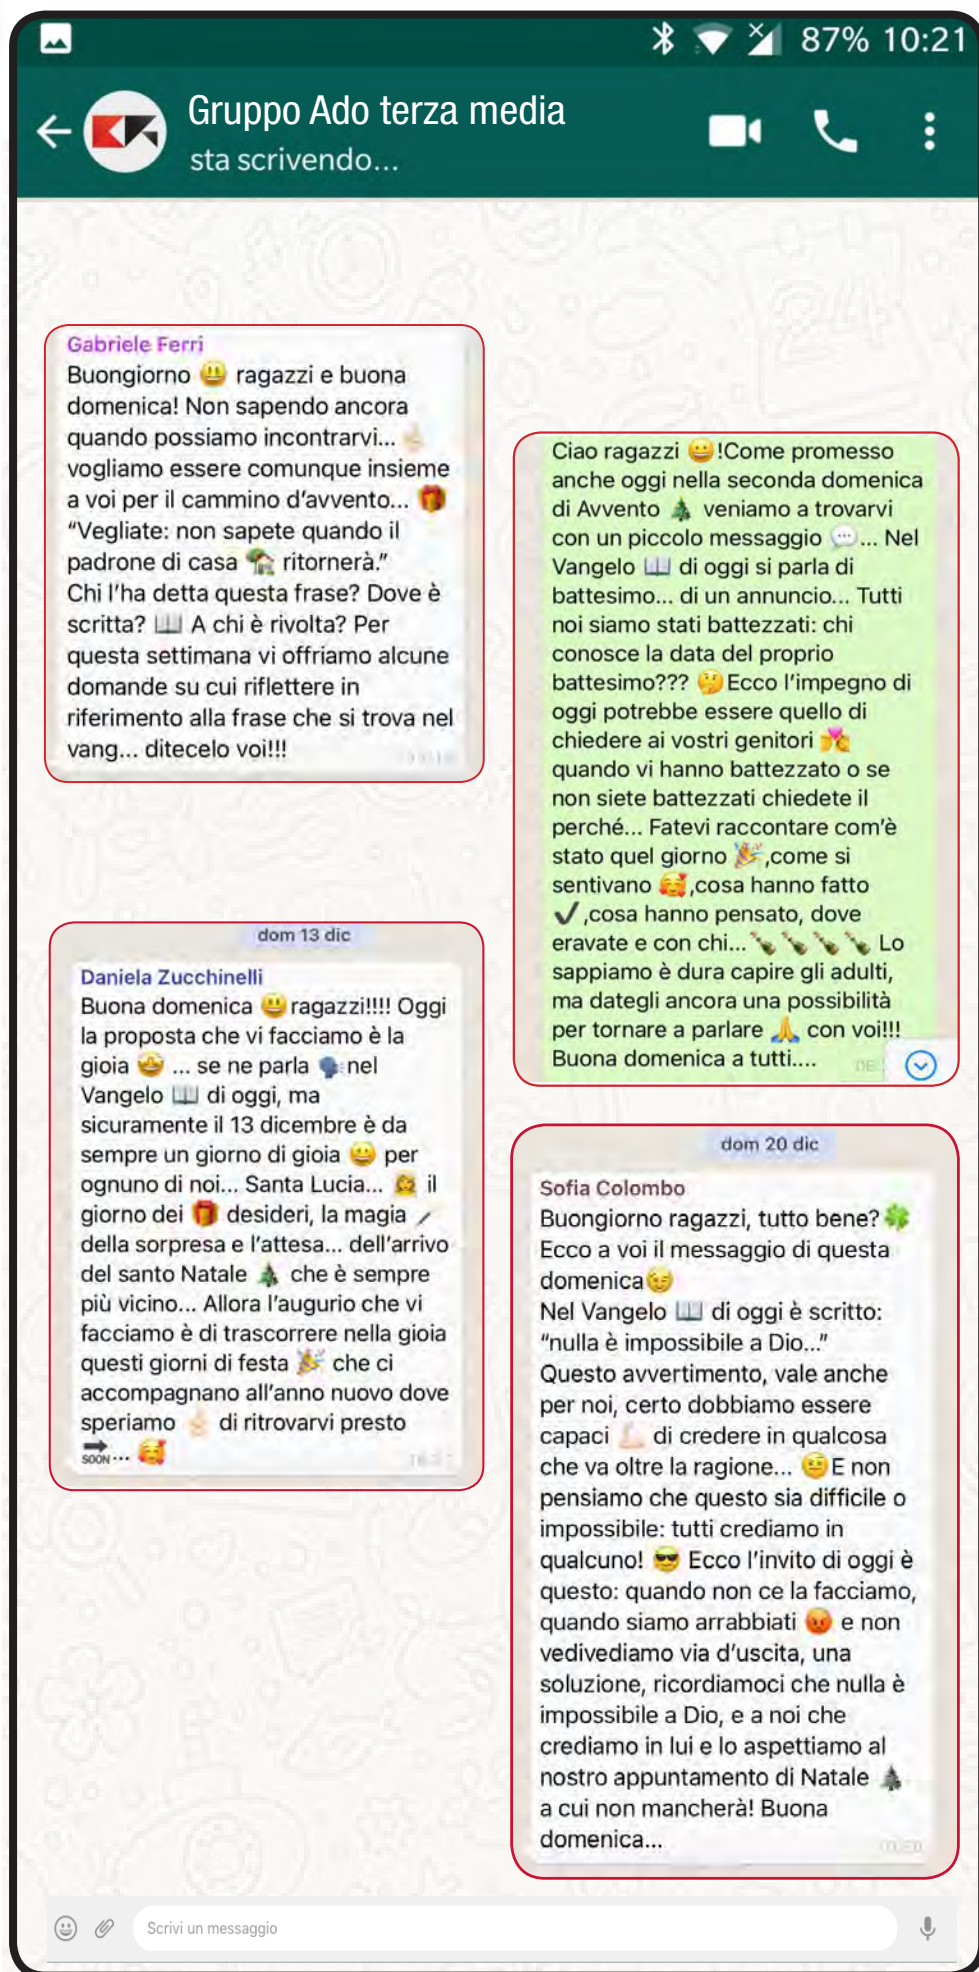 87% 10:21
Gruppo Ado terza media
sta scrivendo...
Gabriele Ferri
Buongiorno 😃 ragazzi e buona
domenica! Non sapendo ancora
quando possiamo incontrarvi... 🤞🏻
vogliamo essere comunque insieme
a voi per il cammino d'avvento... 🎁
“Vegliate: non sapete quando il
padrone di casa 🏡 ritornerà.”
Chi l'ha detta questa frase? Dove è
scritta? 📖 A chi è rivolta? Per
questa settimana vi offriamo alcune
domande su cui riflettere in
riferimento alla frase che si trova nel
vang... ditecelo voi!!!
Ciao ragazzi 😀!Come promesso
anche oggi nella seconda domenica
di Avvento 🎄 veniamo a trovarvi
con un piccolo messaggio 💬... Nel
Vangelo 📖 di oggi si parla di
battesimo... di un annuncio... Tutti
noi siamo stati battezzati: chi
conosce la data del proprio
battesimo??? 🤔Ecco l'impegno di
oggi potrebbe essere quello di
chiedere ai vostri genitori 💏
quando vi hanno battezzato o se
non siete battezzati chiedete il
perché... Fatevi raccontare com'è
stato quel giorno 🎉,come si
sentivano 🥰,cosa hanno fatto
✔,cosa hanno pensato, dove
eravate e con chi...🍾🍾🍾🍾 Lo
sappiamo è dura capire gli adulti,
ma dategli ancora una possibilità
per tornare a parlare 🙏 con voi!!!
Buona domenica a tutti....
dom 13 dic
Daniela Zucchinelli
Buona domenica 😃ragazzi!!!! Oggi
la proposta che vi facciamo è la
gioia 🤩 ... se ne parla 🗣nel
Vangelo 📖 di oggi, ma
sicuramente il 13 dicembre è da
sempre un giorno di gioia 😀 per
ognuno di noi... Santa Lucia... 👼 il
giorno dei 🎁 desideri, la magia
della sorpresa e l'attesa... dell'arrivo
del santo Natale 🎄 che è sempre
più vicino... Allora l'augurio che vi
facciamo è di trascorrere nella gioia
questi giorni di festa 🎉 che ci
accompagnano all'anno nuovo dove
speriamo 🤞🏻 di ritrovarvi presto
🔜... 🥰
dom 20 dic
Sofia Colombo
Buongiorno ragazzi, tutto bene?🍀
Ecco a voi il messaggio di questa
domenica😉
Nel Vangelo 📖 di oggi è scritto:
“nulla è impossibile a Dio...”
Questo avvertimento, vale anche
per noi, certo dobbiamo essere
capaci 💪🏻 di credere in qualcosa
che va oltre la ragione... 🤨E non
pensiamo che questo sia difficile o
impossibile: tutti crediamo in
qualcuno! 😎 Ecco l'invito di oggi è
questo: quando non ce la facciamo,
quando siamo arrabbiati 😡 e non
vedivediamo via d'uscita, una
soluzione, ricordiamoci che nulla è
impossibile a Dio, e a noi che
crediamo in lui e lo aspettiamo al
nostro appuntamento di Natale 🎄
a cui non mancherà! Buona
domenica...
Scrivi un messaggio